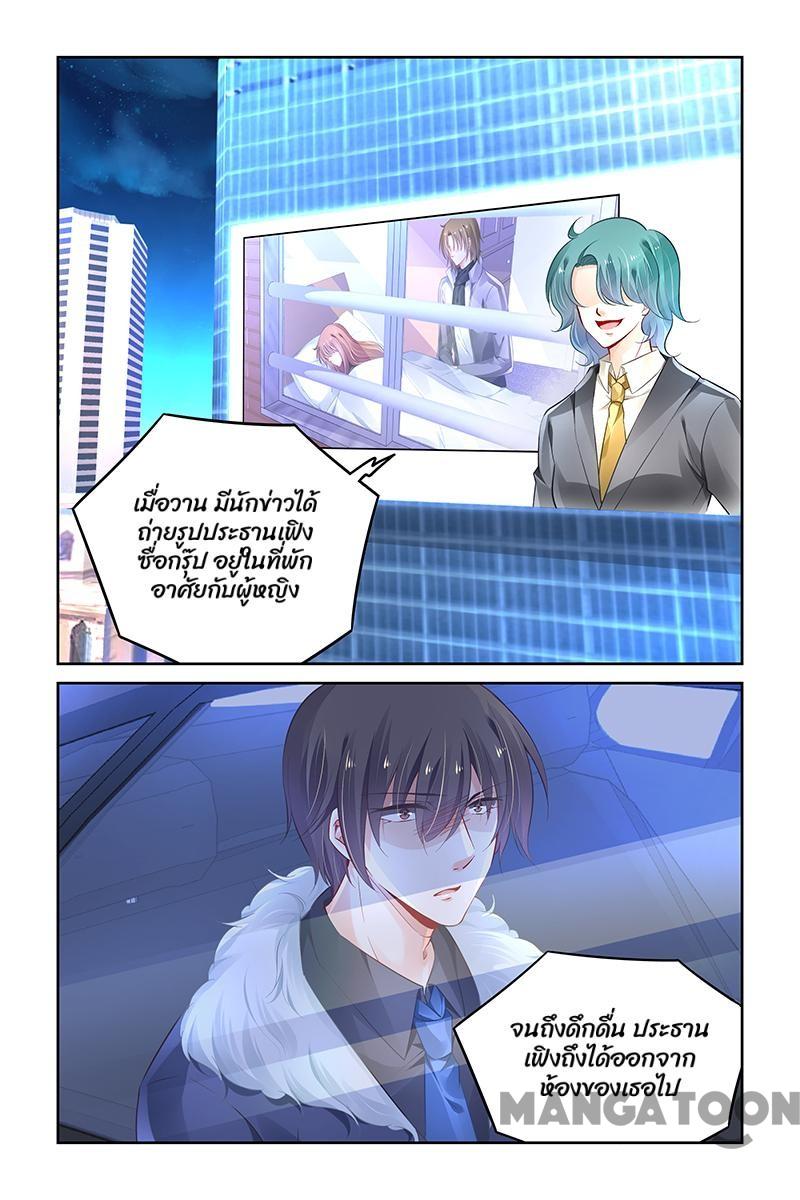 เมื่อวาน มีนักข่าวได้
ถ่ายรูปประธานเฟิง
ซื่อกรุ๊ป อยู่ในที่พัก
อาศัยกับผู้หญิง
จนถึงดึกดื่น ประธาน
เฟิงถึงได้ออกจาก
ห้องของเธอไป
MANGATOON